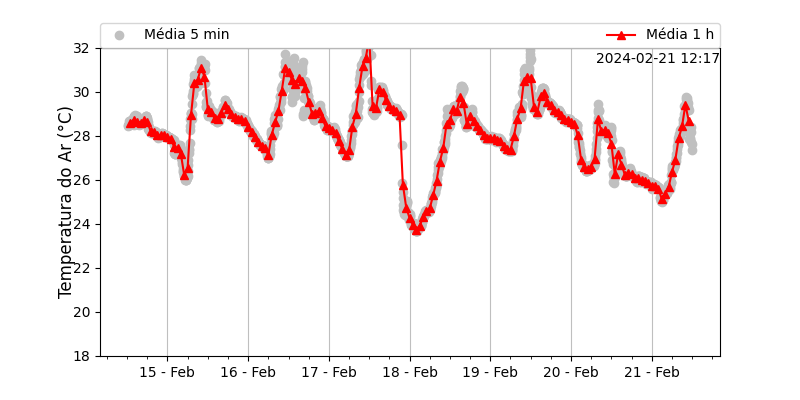 Média 5 min
Média 1 h
2024-02-21 12:17
Temperatura do Ar (°C)
32
30
28
26
24
22
20
18
15 - Feb
16 - Feb
17 - Feb
18 - Feb
19 - Feb
20 - Feb
21 - Feb